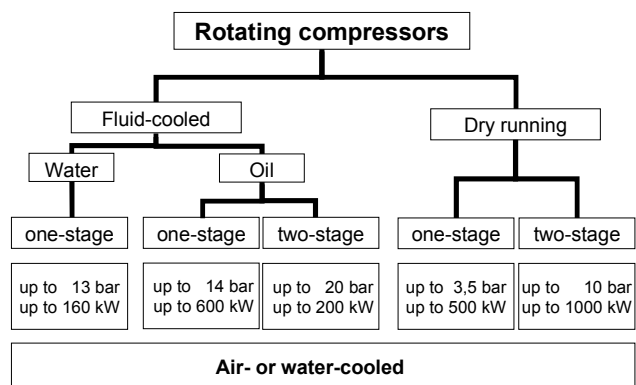 Rotating compressors
Fluid-cooled
Dry running
Water
Oil
one-stage
one-stage
two-stage
one-stage
two-stage
up to 13 bar
up to 160 kW
up to 14 bar
up to 600 kW
up to 20 bar
up to 200 kW
up to 3,5 bar
up to 500 kW
up to 10 bar
up to 1000 kW
Air- or water-cooled